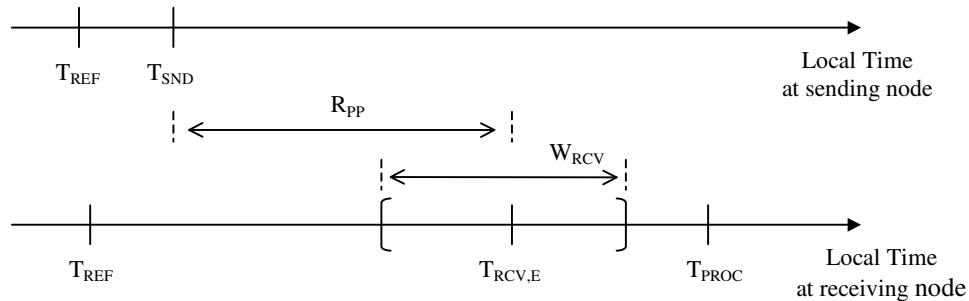 T_REF T_SND
Local Time
at sending node
R_PP
W_RCV
T_REF T_RCV,E T_PROC
Local Time
at receiving node